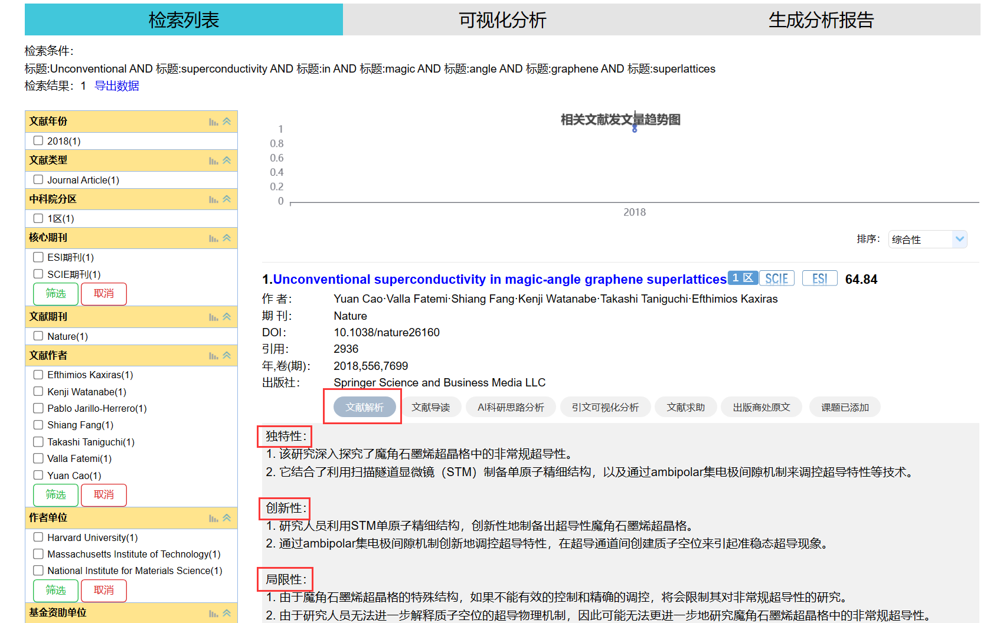 检索列表
可视化分析
生成分析报告
检索条件：
标题:Unconventional AND 标题:superconductivity AND 标题:in AND 标题:magic AND 标题:angle AND 标题:graphene AND 标题:superlattices
检索结果：1 导出数据
文献年份
2018(1)
文献类型
Journal Article(1)
中科院分区
1区(1)
核心期刊
ESI期刊(1)
SCIE期刊(1)
筛选 取消
文献期刊
Nature(1)
文献作者
Efthimios Kaxiras(1)
Kenji Watanabe(1)
Pablo Jarillo-Herrero(1)
Shiang Fang(1)
Takashi Taniguchi(1)
Valla Fatemi(1)
Yuan Cao(1)
筛选 取消
作者单位
Harvard University(1)
Massachusetts Institute of Technology(1)
National Institute for Materials Science(1)
筛选 取消
基金资助单位
相关文献发文量趋势图
1
0.8
0.6
0.4
0.2
0
2018
排序： 综合性
1.Unconventional superconductivity in magic-angle graphene superlattices 1 区 SCIE ESI 64.84
作 者： Yuan Cao·Valla Fatemi·Shiang Fang·Kenji Watanabe·Takashi Taniguchi·Efthimios Kaxiras
期 刊： Nature
DOI： 10.1038/nature26160
引用： 2936
年,卷(期)： 2018,556,7699
出版社： Springer Science and Business Media LLC
文献解析 文献导读 AI科研思路分析 引文可视化分析 文献求助 出版商处原文 课题已添加
独特性：
1. 该研究深入探究了魔角石墨烯超晶格中的非常规超导性。
2. 它结合了利用扫描隧道显微镜（STM）制备单原子精细结构，以及通过ambipolar集电极间隙机制来调控超导特性等技术。
创新性：
1. 研究人员利用STM单原子精细结构，创新性地制备出超导性魔角石墨烯超晶格。
2. 通过ambipolar集电极间隙机制创新地调控超导特性，在超导通道间创建质子空位来引起准稳态超导现象。
局限性：
1. 由于魔角石墨烯超晶格的特殊结构，如果不能有效的控制和精确的调控，将会限制其对非常规超导性的研究。
2. 由于研究人员无法进一步解释质子空位的超导物理机制，因此可能无法更进一步地研究魔角石墨烯超晶格中的非常规超导性。